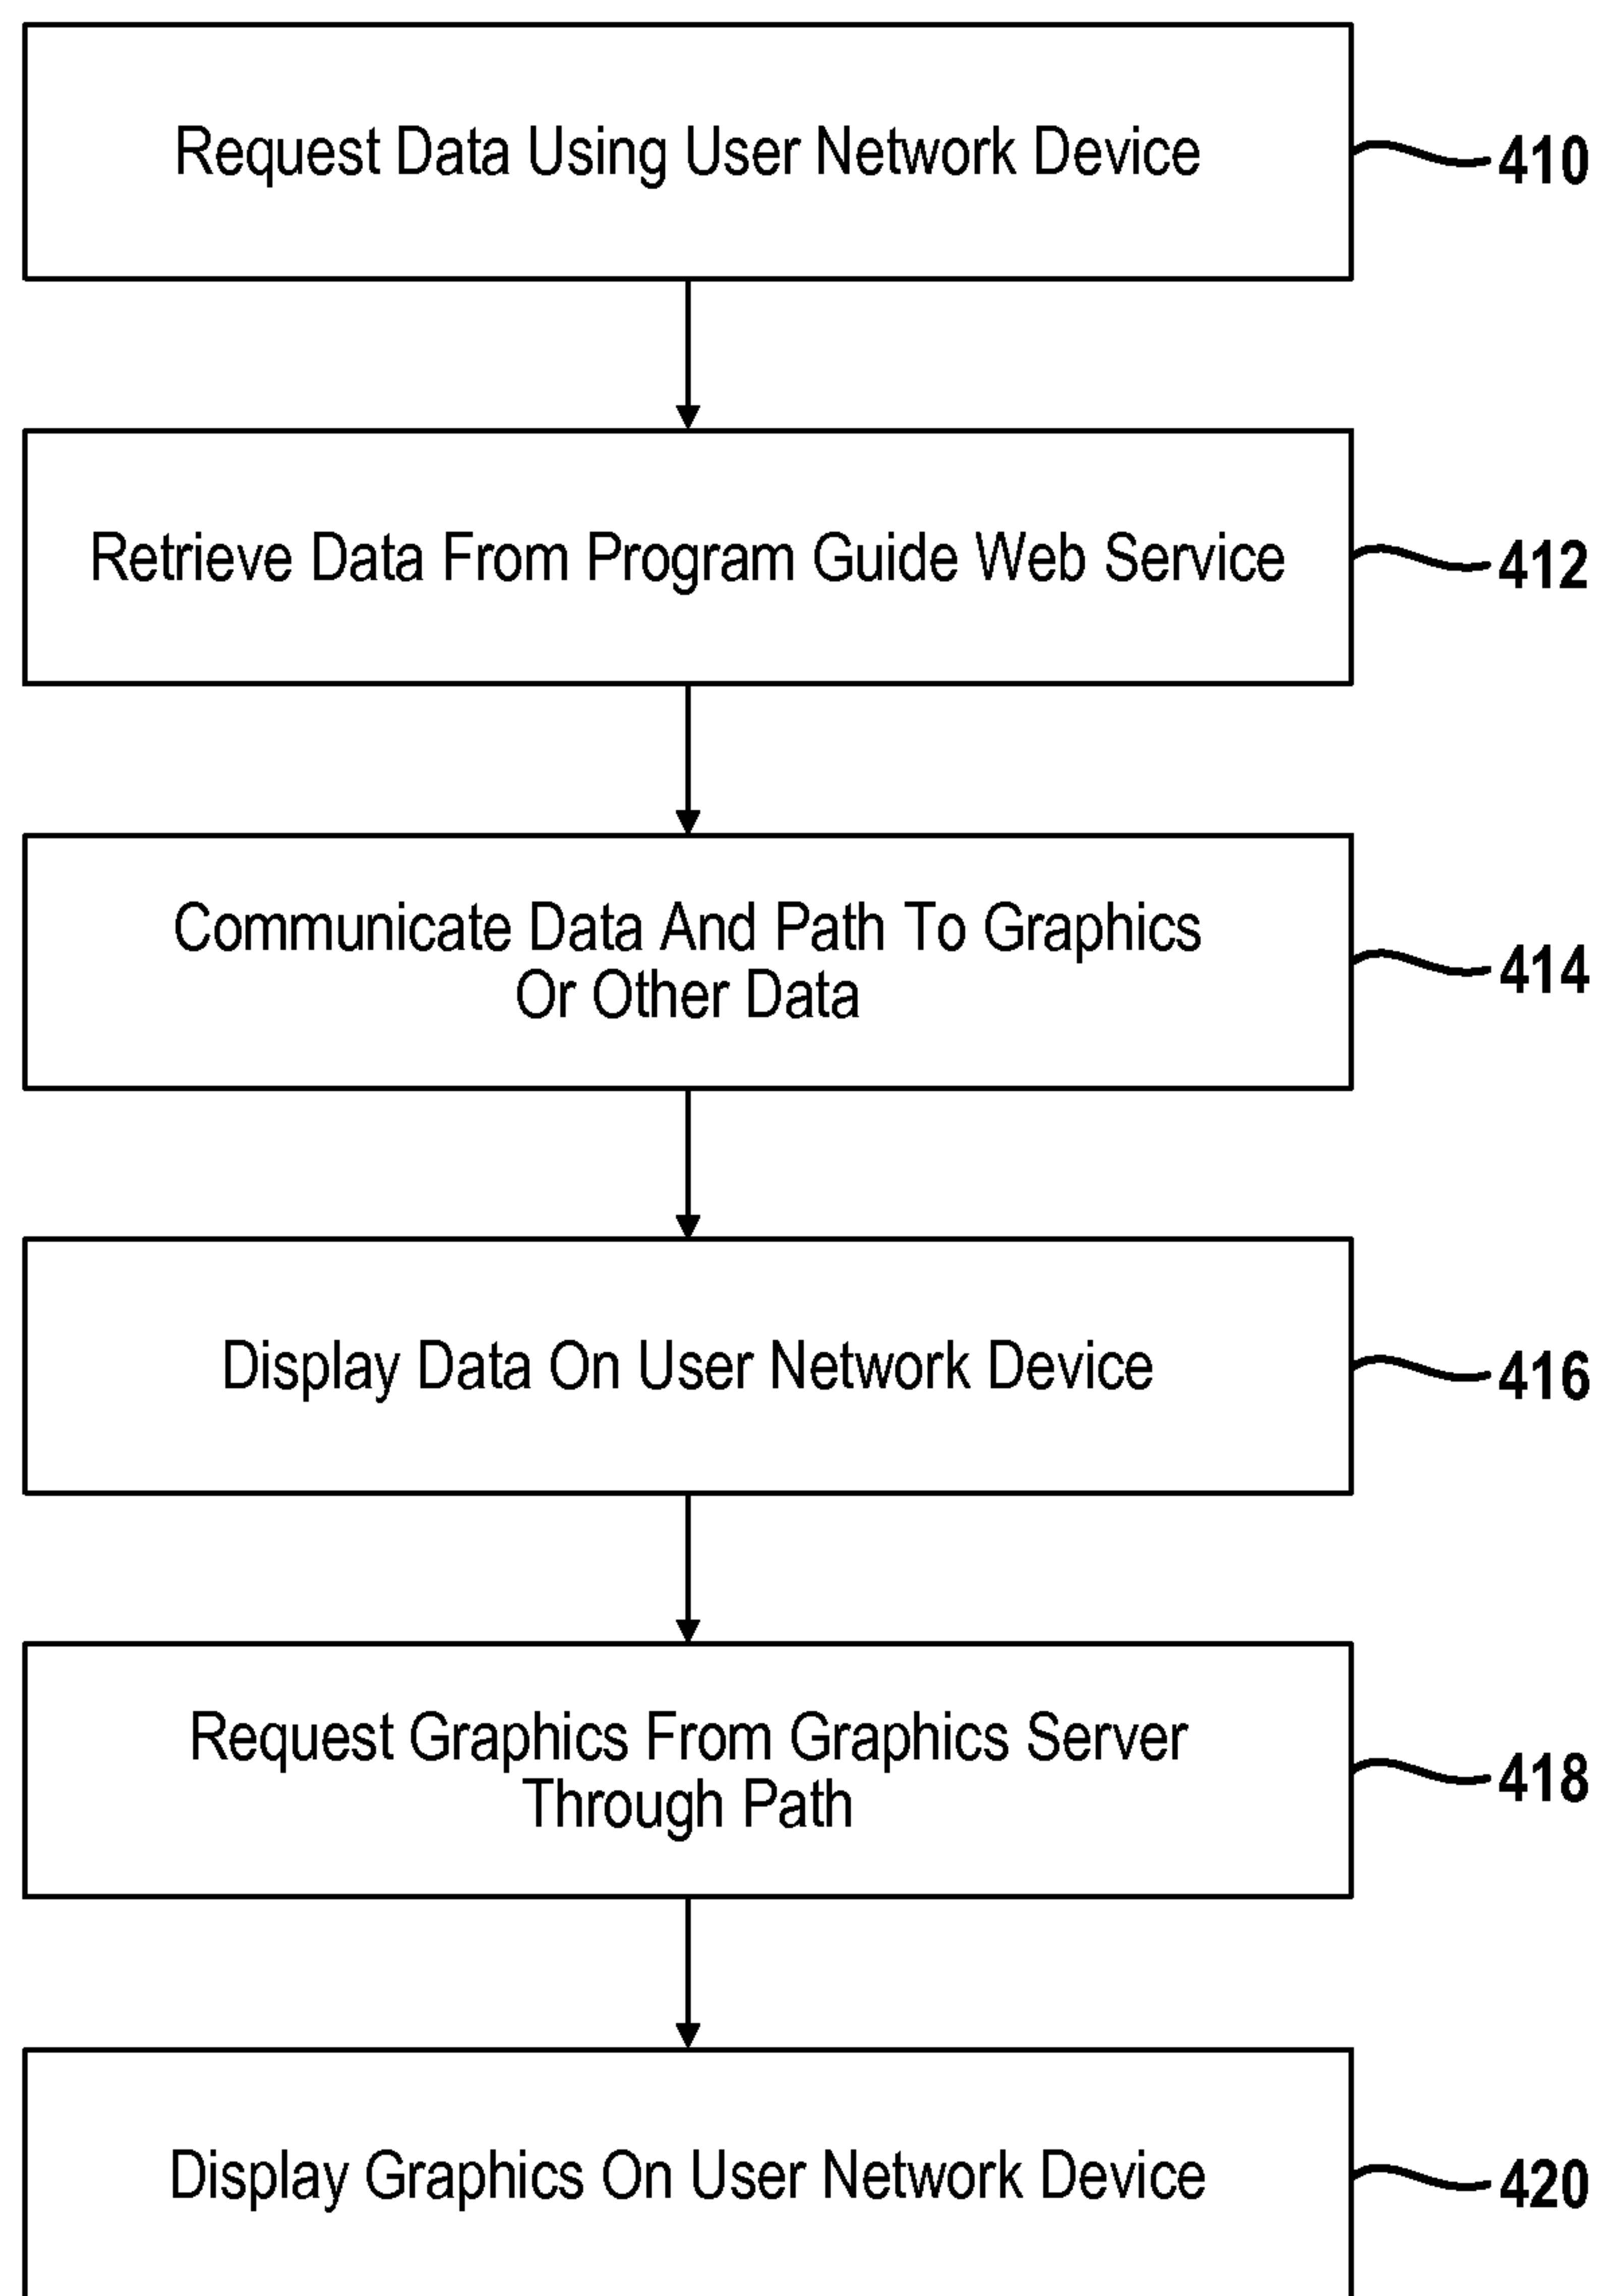 Request Data Using User Network Device
410
Retrieve Data From Program Guide Web Service
412
Communicate Data And Path To Graphics
Or Other Data
414
Display Data On User Network Device
416
Request Graphics From Graphics Server
Through Path
418
Display Graphics On User Network Device
420